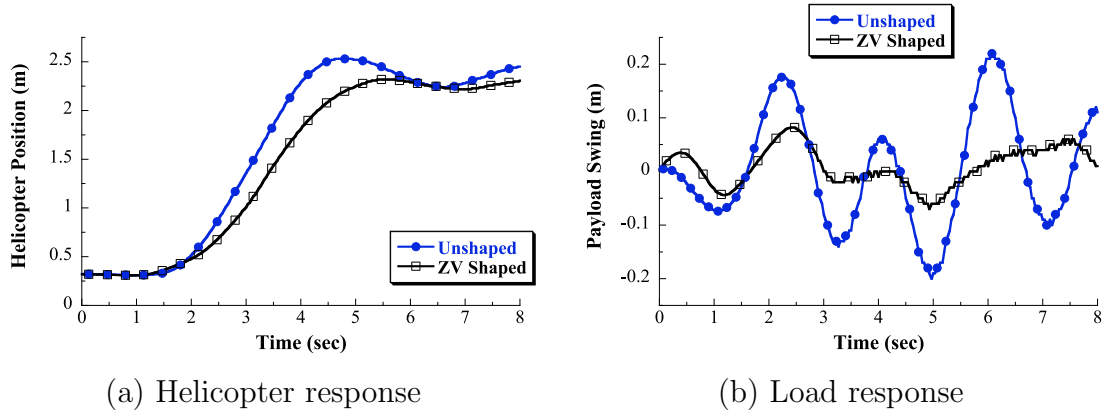 Helicopter Position (m)
2.5
2
1.5
1
0.5
0
Unshaped
ZV Shaped
0 1 2 3 4 5 6 7 8
Time (sec)
(a) Helicopter response
Unshaped
ZV Shaped
Payload Swing (m)
0.2
0.1
0
-0.1
-0.2
0 1 2 3 4 5 6 7 8
Time (sec)
(b) Load response